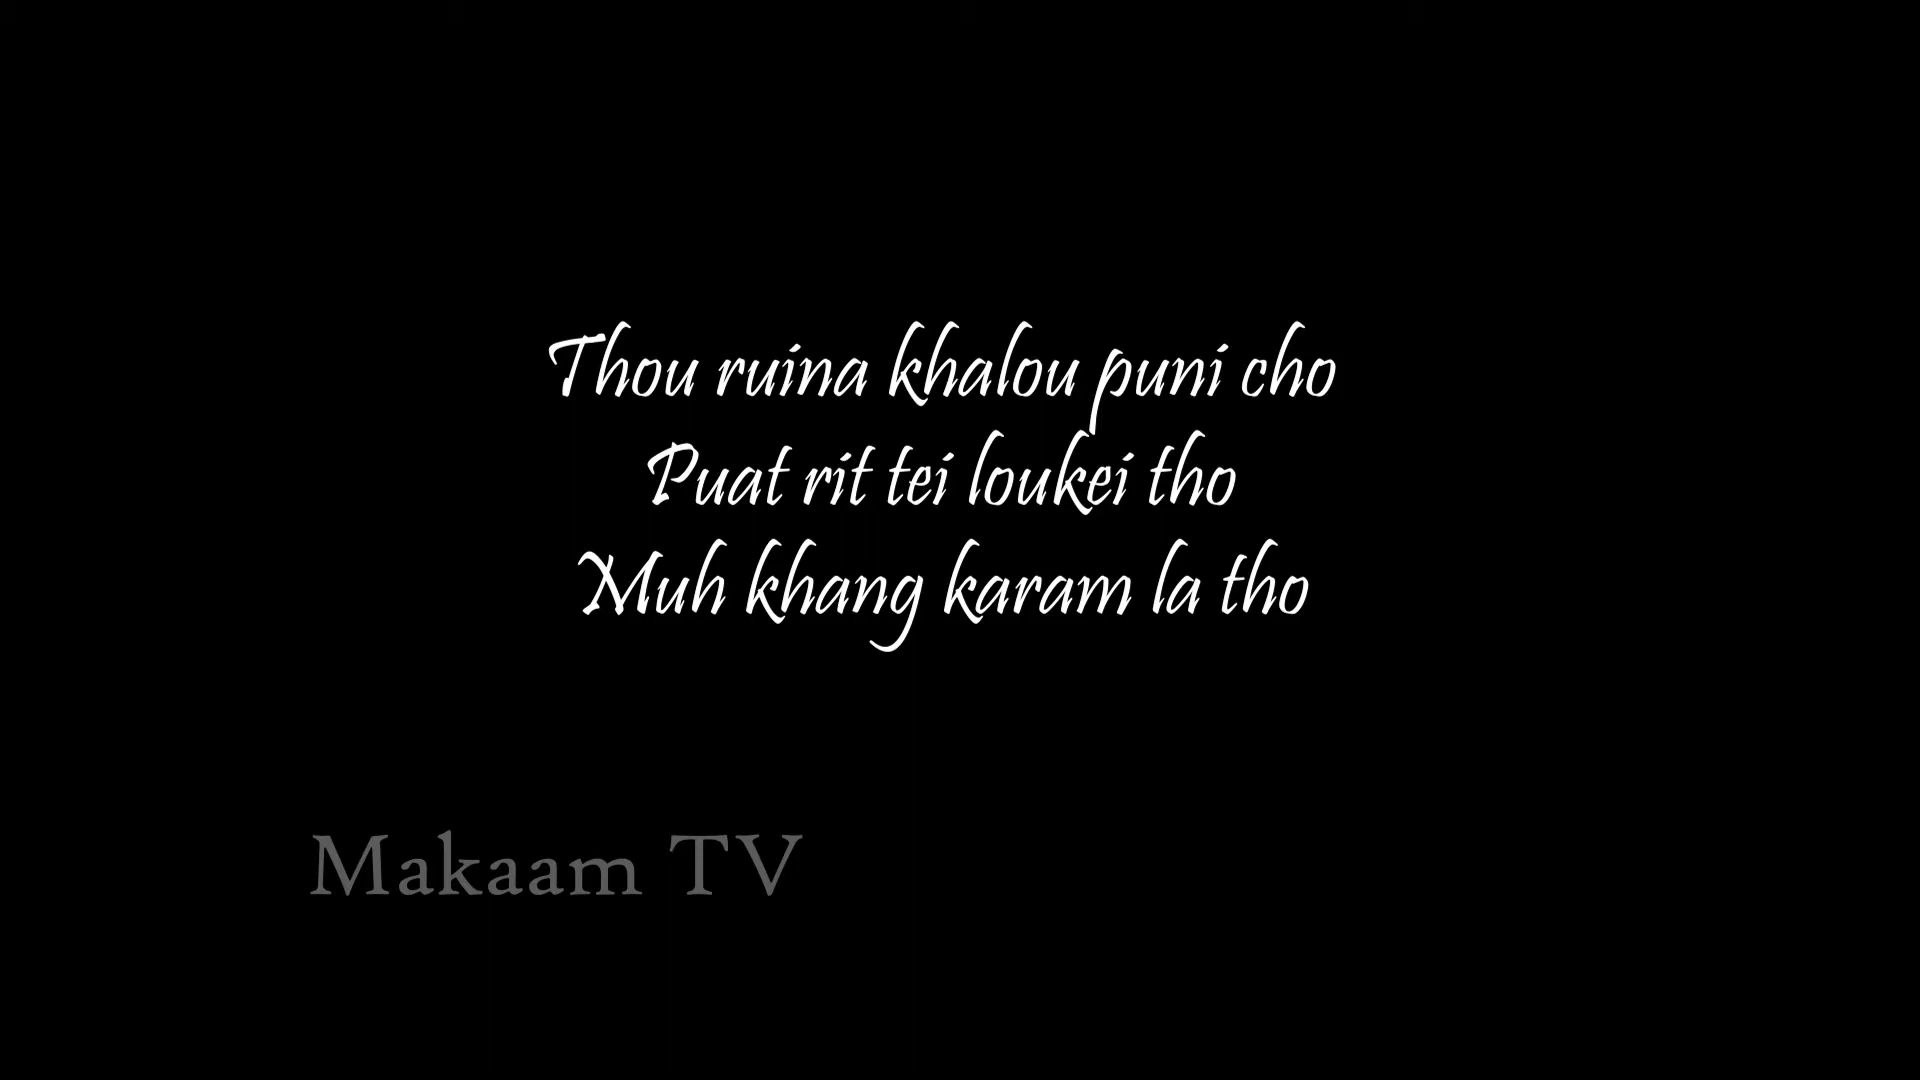 Thou ruina khalou puni cho
Puat rit tei loukei tho
Muh khang karam la tho
Makaam TV